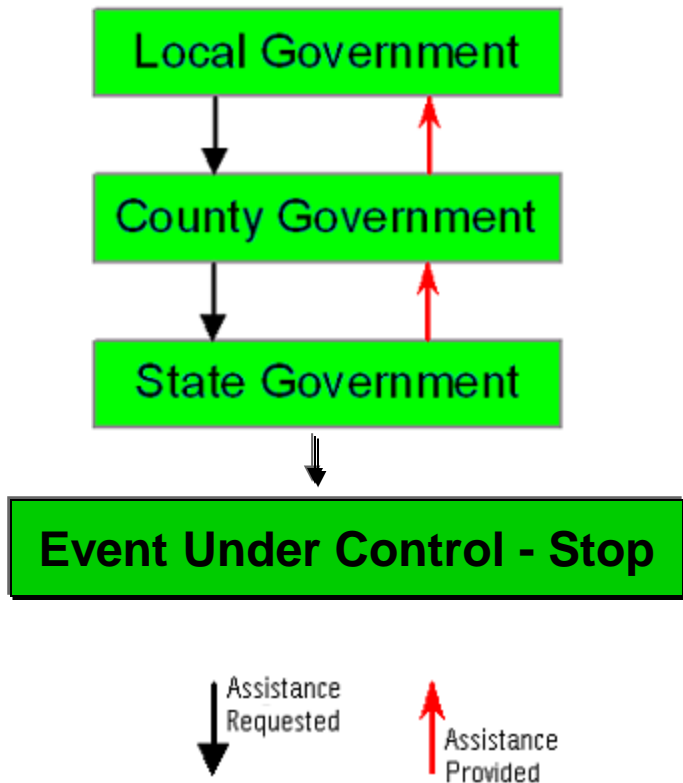 Local Government
County Government
State Government
Event Under Control - Stop
Assistance
Requested
Assistance
Provided